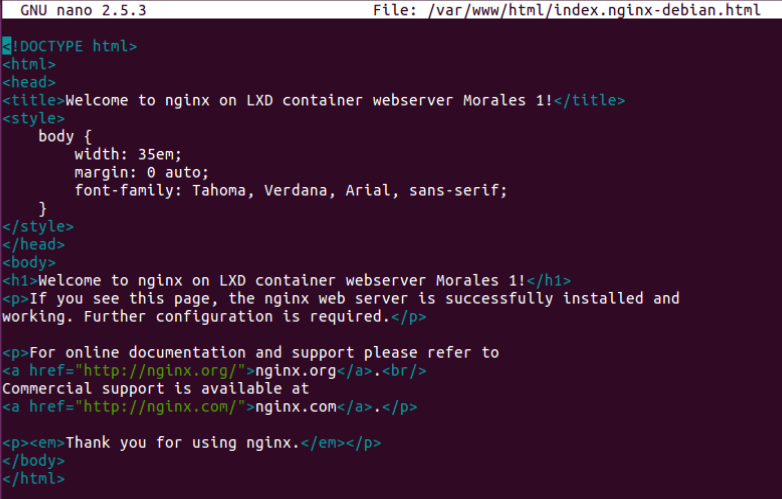 GNU nano 2.5.3 File: /var/www/html/index.nginx-debian.html
<!DOCTYPE html>
<html>
<head>
<title>Welcome to nginx on LXD container webserver Morales 1!</title>
<style>
    body {
        width: 35em;
        margin: 0 auto;
        font-family: Tahoma, Verdana, Arial, sans-serif;
    }
</style>
</head>
<body>
<h1>Welcome to nginx on LXD container webserver Morales 1!</h1>
<p>If you see this page, the nginx web server is successfully installed and
working. Further configuration is required.</p>

<p>For online documentation and support please refer to
<a href="http://nginx.org/">nginx.org</a>.<br/>
Commercial support is available at
<a href="http://nginx.com/">nginx.com</a>.</p>

<p><em>Thank you for using nginx.</em></p>
</body>
</html>